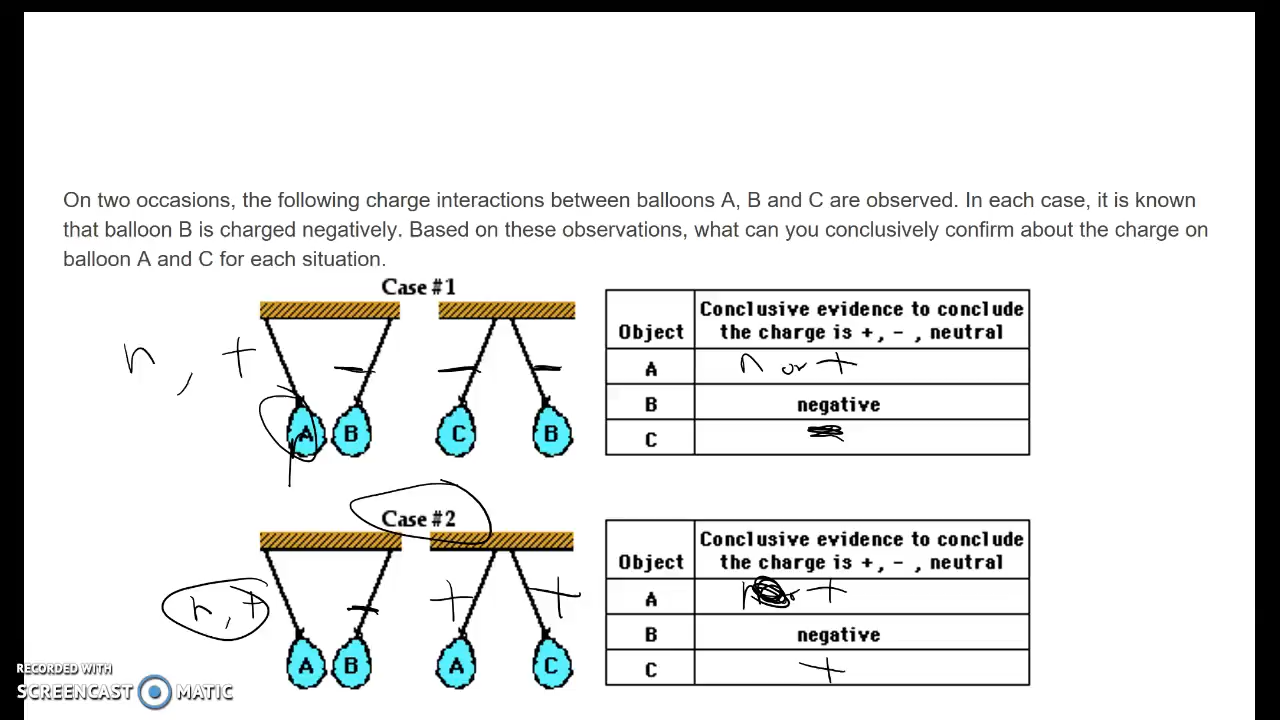 On two occasions, the following charge interactions between balloons A, B and C are observed. In each case, it is known
that balloon B is charged negatively. Based on these observations, what can you conclusively confirm about the charge on
balloon A and C for each situation.
Case #1
n, +
— — —
A B C B
Object Conclusive evidence to conclude the charge is +, -, neutral
A n or +
B negative
C —
Case #2
n, + — + +
A B A C
Object Conclusive evidence to conclude the charge is +, -, neutral
A +
B negative
C +
RECORDED WITH
SCREENCAST MATIC